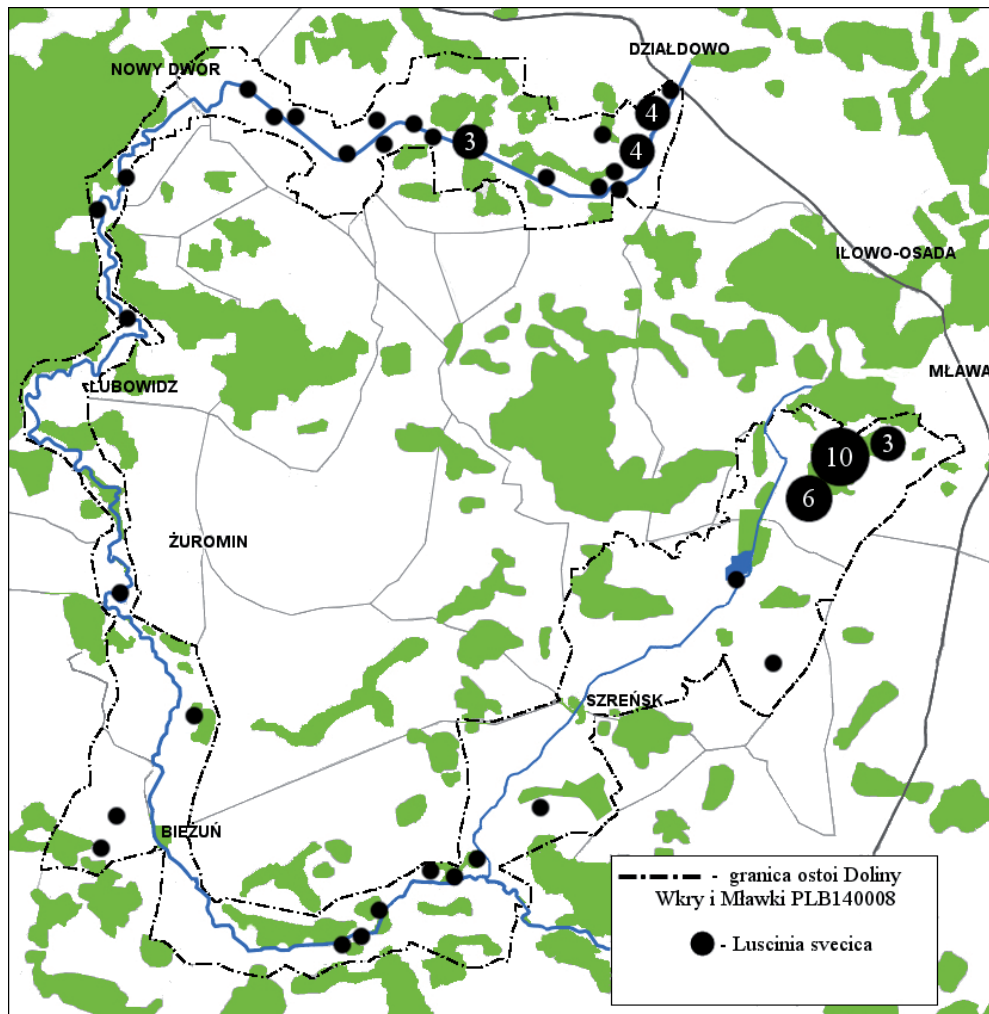 DZIAŁDOWO
NOWY DWÓR
4
4
3
IŁOWO-OSADA
MŁAWA
LUBOWIDZ
3
10
6
ŻUROMIN
SZREŃSK
BIEŻUŃ
- granica ostoi Doliny
Wkry i Mławki PLB140008
- Luscinia svecica